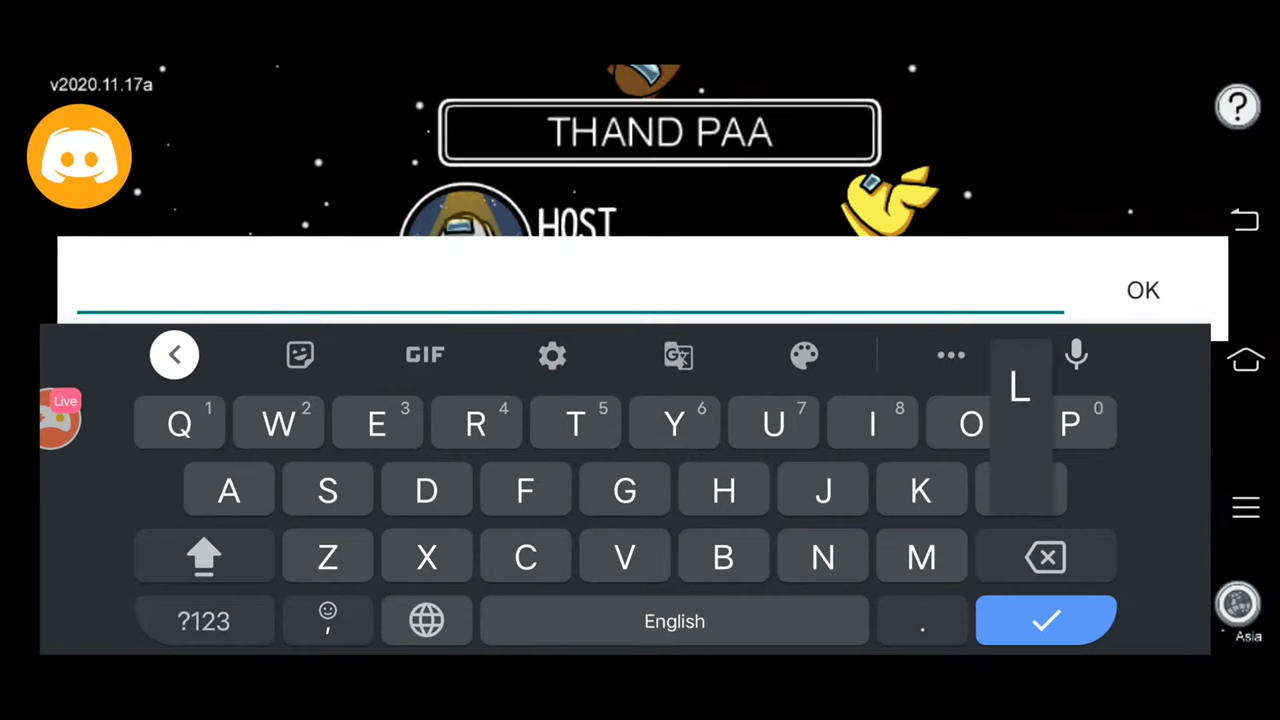 v2020.11.17a
THAND PAA
?
HOST
OK
GIF
G
...
L
Live
Q 1 W 2 E 3 R 4 T 5 Y 6 U 7 I 8 O P 0
A S D F G H J K
Z X C V B N M
?123 , English .
Asia